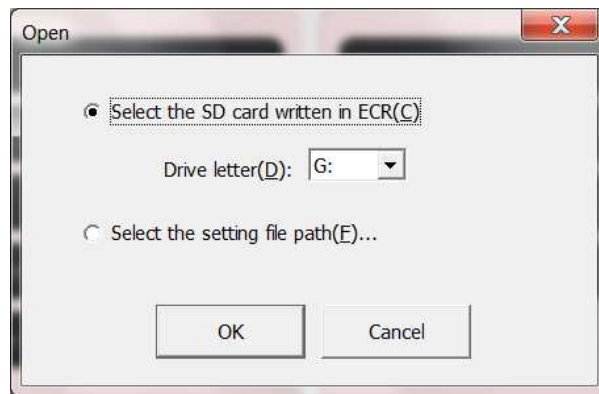 Open
Select the SD card written in ECR(C)
Drive letter(D): G:
Select the setting file path(F)...
OK Cancel